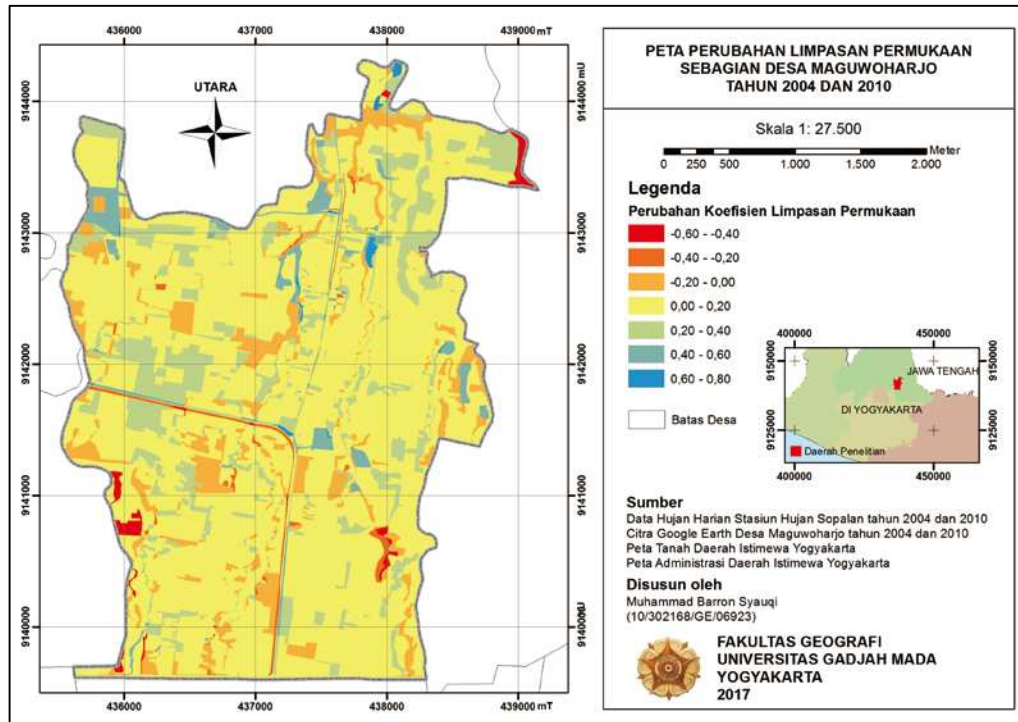 436000 437000 438000 439000 mT
UTARA
9144000 mU
9144000
9143000
9143000
9142000
9142000
9141000
9141000
9140000
9140000
mU
436000 437000 438000 439000 mT
PETA PERUBAHAN LIMPASAN PERMUKAAN
SEBAGIAN DESA MAGUWOHARJO
TAHUN 2004 DAN 2010
Skala 1: 27.500
Meter
0 250 500 1.000 1.500 2.000
Legenda
Perubahan Koefisien Limpasan Permukaan
-0,60 - -0,40
-0,40 - -0,20
-0,20 - 0,00
0,00 - 0,20
0,20 - 0,40
0,40 - 0,60
0,60 - 0,80
Batas Desa
400000 450000
9150000
9150000
JAWA TENGAH
DI YOGYAKARTA
9125000
9125000
Daerah Penelitian
400000 450000
Sumber
Data Hujan Harian Stasiun Hujan Sopalan tahun 2004 dan 2010
Citra Google Earth Desa Maguwoharjo tahun 2004 dan 2010
Peta Tanah Daerah Istimewa Yogyakarta
Peta Administrasi Daerah Istimewa Yogyakarta
Disusun oleh
Muhammad Barron Syauqi
(10/302168/GE/06923)
FAKULTAS GEOGRAFI
UNIVERSITAS GADJAH MADA
YOGYAKARTA
2017